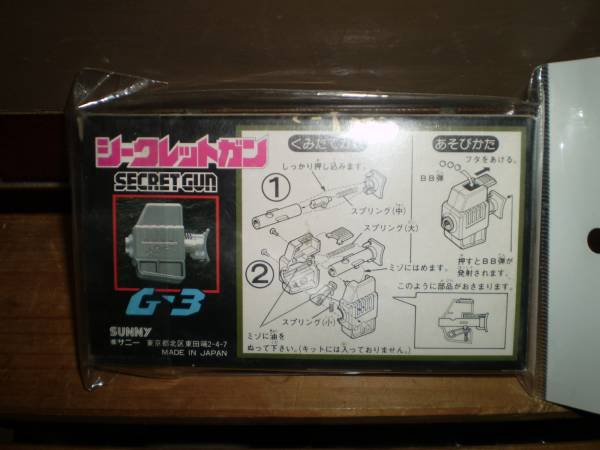 シークレットガン
SECRET GUN
G-3
SUNNY
㈱サニー 東京都北区東田端2-4-7
MADE IN JAPAN
くみたてかた
① しっかり押し込みます。
スプリング(中)
スプリング(大)
②
ミゾにはめます。
スプリング(小)
ミゾに油を
ぬって下さい。(キットには入っておりません。)
あそびかた
フタをあける。
BB弾
押すとBB弾が
発射されます。
このように部品がおさまります。